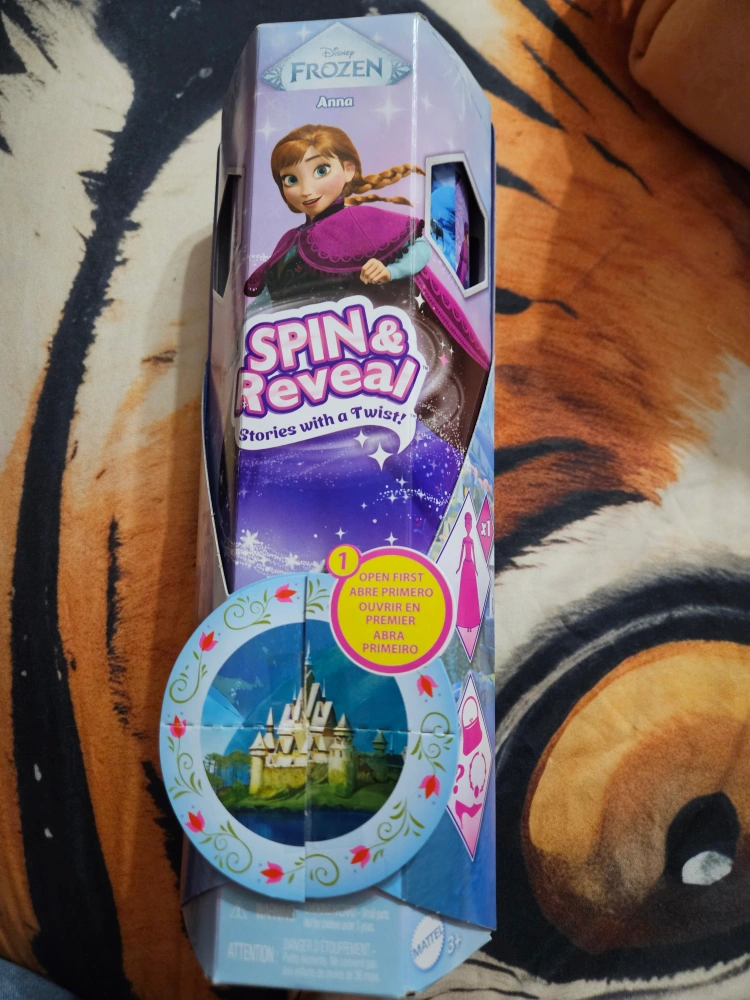 Disney
FROZEN
Anna
SPIN &
Reveal
Stories with a Twist!
x1
1
OPEN FIRST
ABRE PRIMERO
OUVRIR EN
PREMIER
ABRA
PRIMEIRO
?
ATTENTION:
DANGER D'ÉTOUFFEMENT –
MATTEL
3+